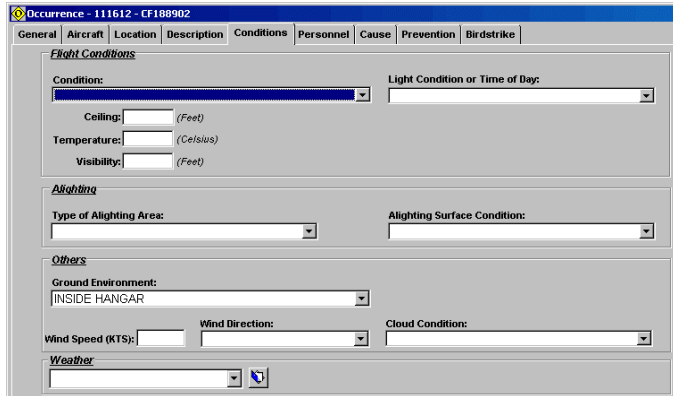 Occurrence - 111612 - CF188902
General Aircraft Location Description Conditions Personnel Cause Prevention Birdstrike
Flight Conditions
Condition: Light Condition or Time of Day:
Ceiling: (Feet)
Temperature: (Celsius)
Visibility: (Feet)
Alighting
Type of Alighting Area: Alighting Surface Condition:
Others
Ground Environment:
INSIDE HANGAR
Wind Direction: Cloud Condition:
Wind Speed (KTS):
Weather